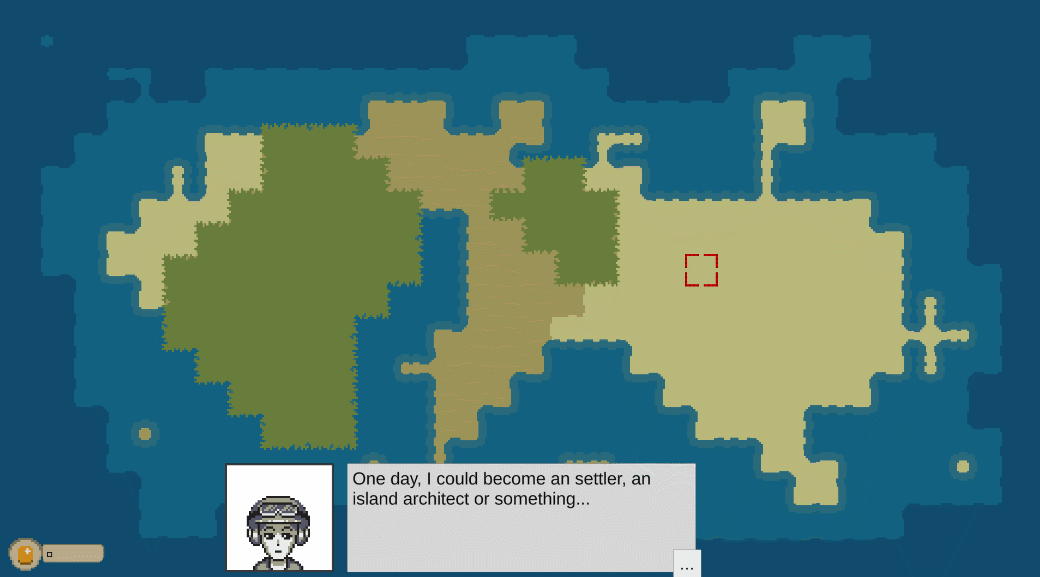 One day, I could become an settler, an
island architect or something...
...